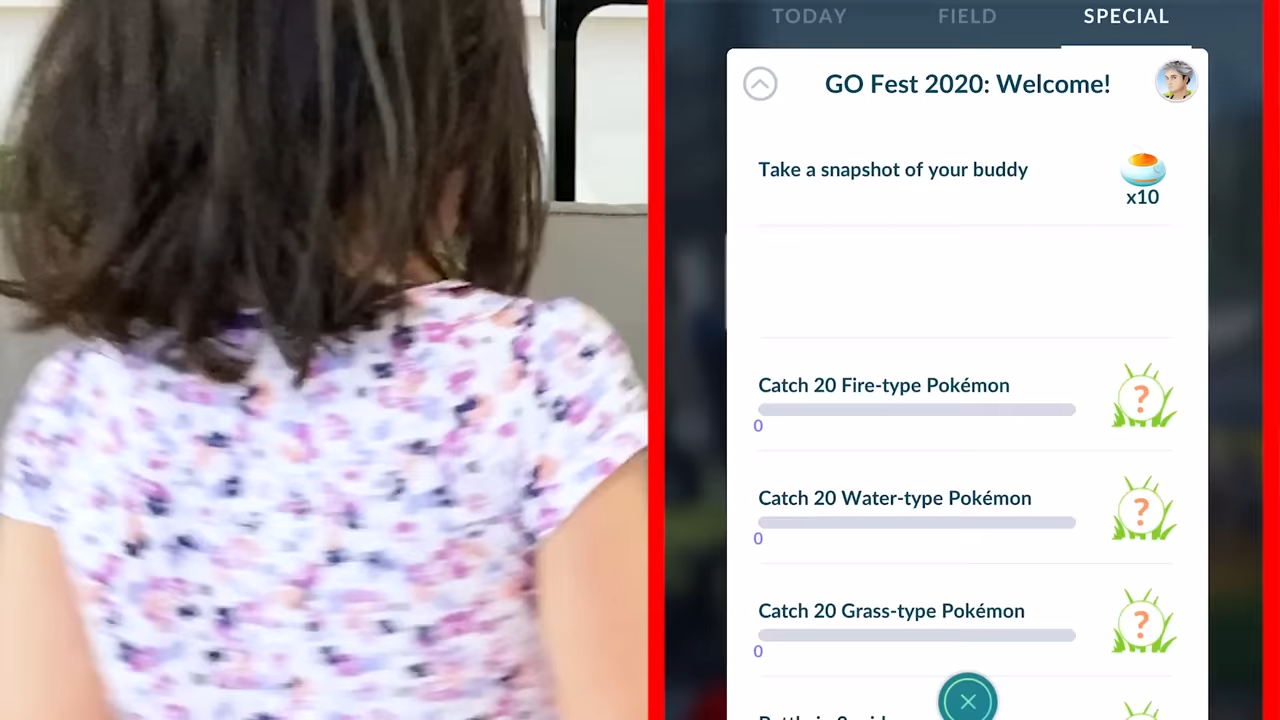 TODAY FIELD SPECIAL
GO Fest 2020: Welcome!
Take a snapshot of your buddy
x10
Catch 20 Fire-type Pokémon
?
0
Catch 20 Water-type Pokémon
?
0
Catch 20 Grass-type Pokémon
?
0